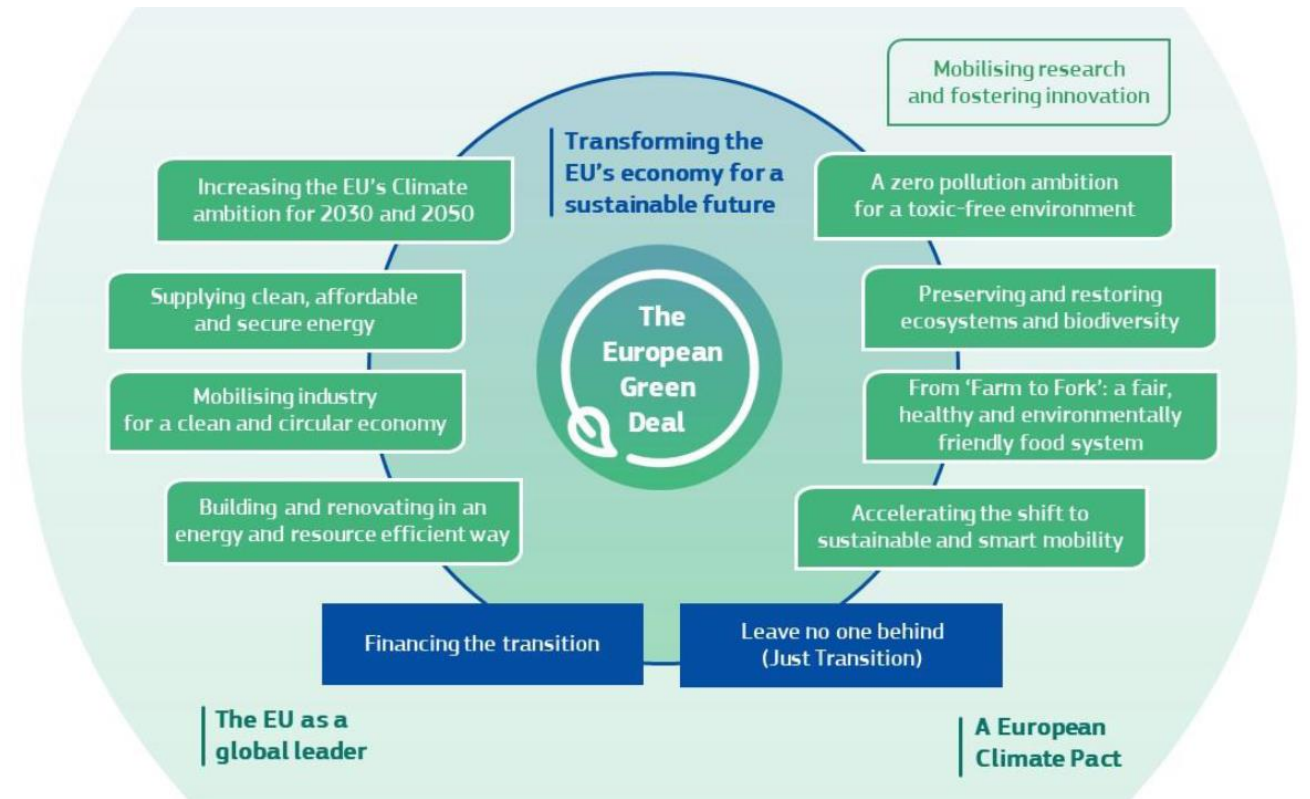 Mobilising research
and fostering innovation
Transforming the
EU's economy for a
sustainable future
Increasing the EU's Climate
ambition for 2030 and 2050
A zero pollution ambition
for a toxic-free environment
Supplying clean, affordable
and secure energy
Preserving and restoring
ecosystems and biodiversity
The
European
Green
Deal
Mobilising industry
for a clean and circular economy
From ‘Farm to Fork’: a fair,
healthy and environmentally
friendly food system
Building and renovating in an
energy and resource efficient way
Accelerating the shift to
sustainable and smart mobility
Financing the transition
Leave no one behind
(Just Transition)
The EU as a
global leader
A European
Climate Pact